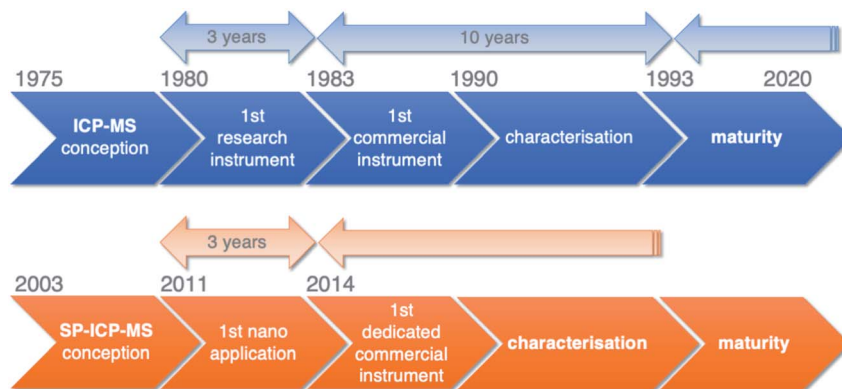 3 years
10 years
1975
1980
1983
1990
1993
2020
ICP-MS
conception
1st
research
instrument
1st
commercial
instrument
characterisation
maturity
3 years
2003
2011
2014
SP-ICP-MS
conception
1st nano
application
1st
dedicated
commercial
instrument
characterisation
maturity